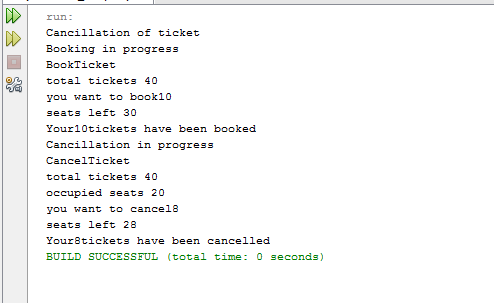 run:
Cancillation of ticket
Booking in progress
BookTicket
total tickets 40
you want to book10
seats left 30
Your10tickets have been booked
Cancillation in progress
CancelTicket
total tickets 40
occupied seats 20
you want to cancel8
seats left 28
Your8tickets have been cancelled
BUILD SUCCESSFUL (total time: 0 seconds)